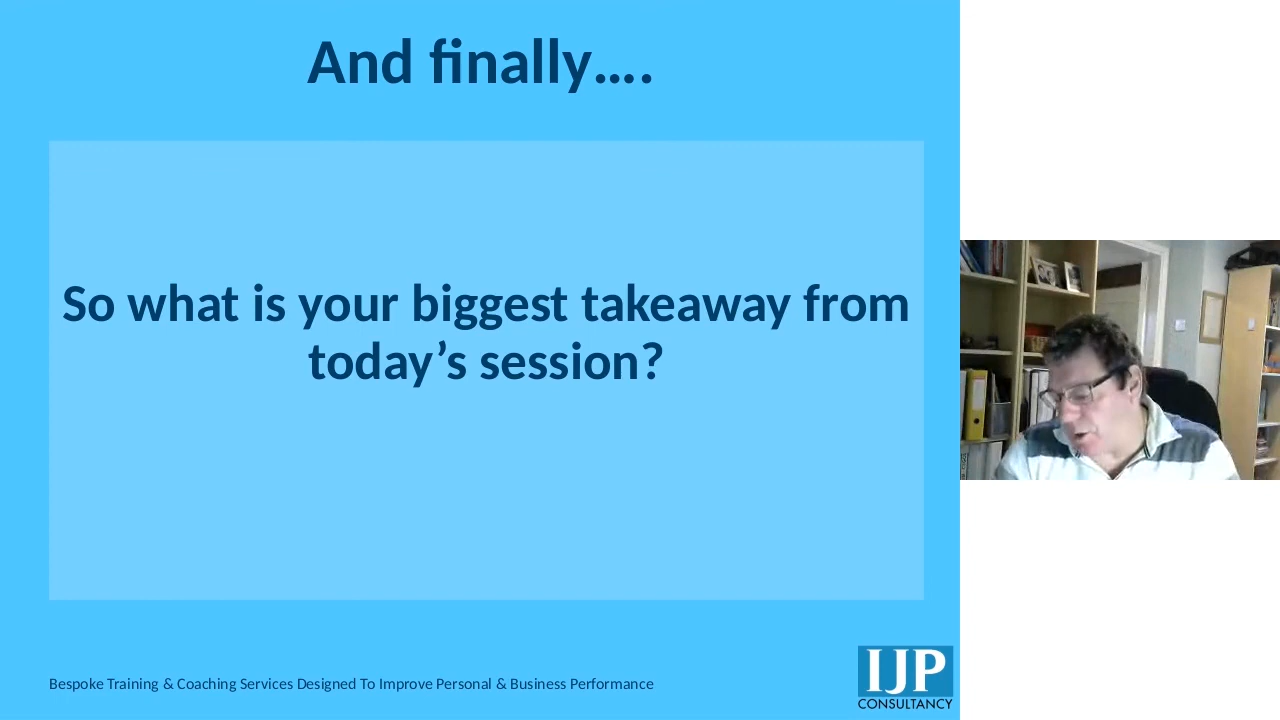 And finally....
So what is your biggest takeaway from
today’s session?
Bespoke Training & Coaching Services Designed To Improve Personal & Business Performance
IJP
CONSULTANCY